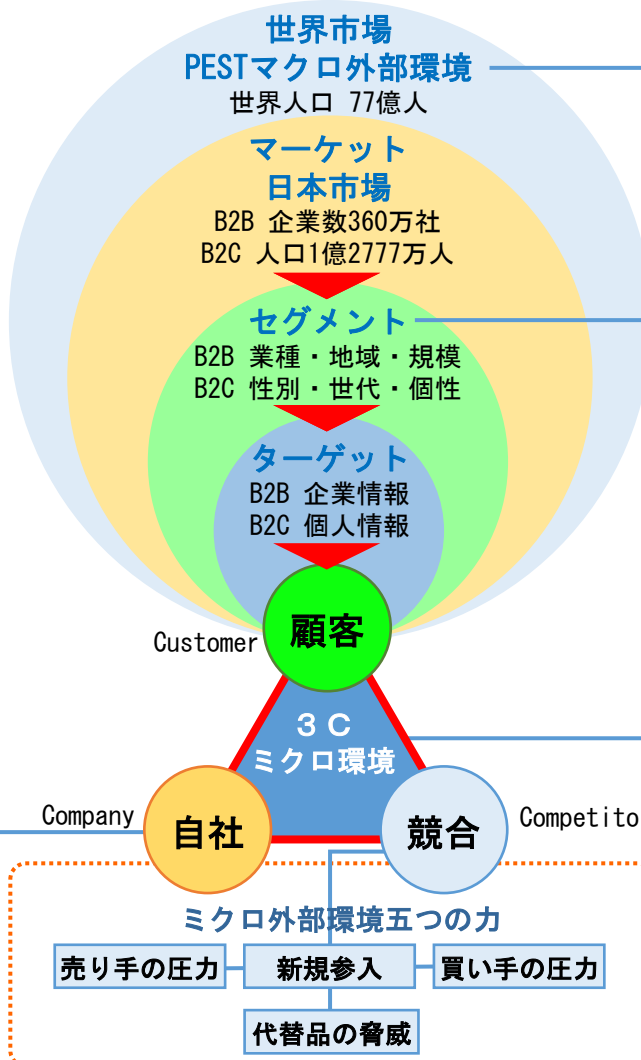 世界市場
PESTマクロ外部環境
世界人口 77億人
マーケット
日本市場
B2B 企業数360万社
B2C 人口1億2777万人
セグメント
B2B 業種・地域・規模
B2C 性別・世代・個性
ターゲット
B2B 企業情報
B2C 個人情報
顧客
Customer
３Ｃ
ミクロ環境
Company
自社
競合
Competito
ミクロ外部環境五つの力
売り手の圧力
新規参入
買い手の圧力
代替品の脅威